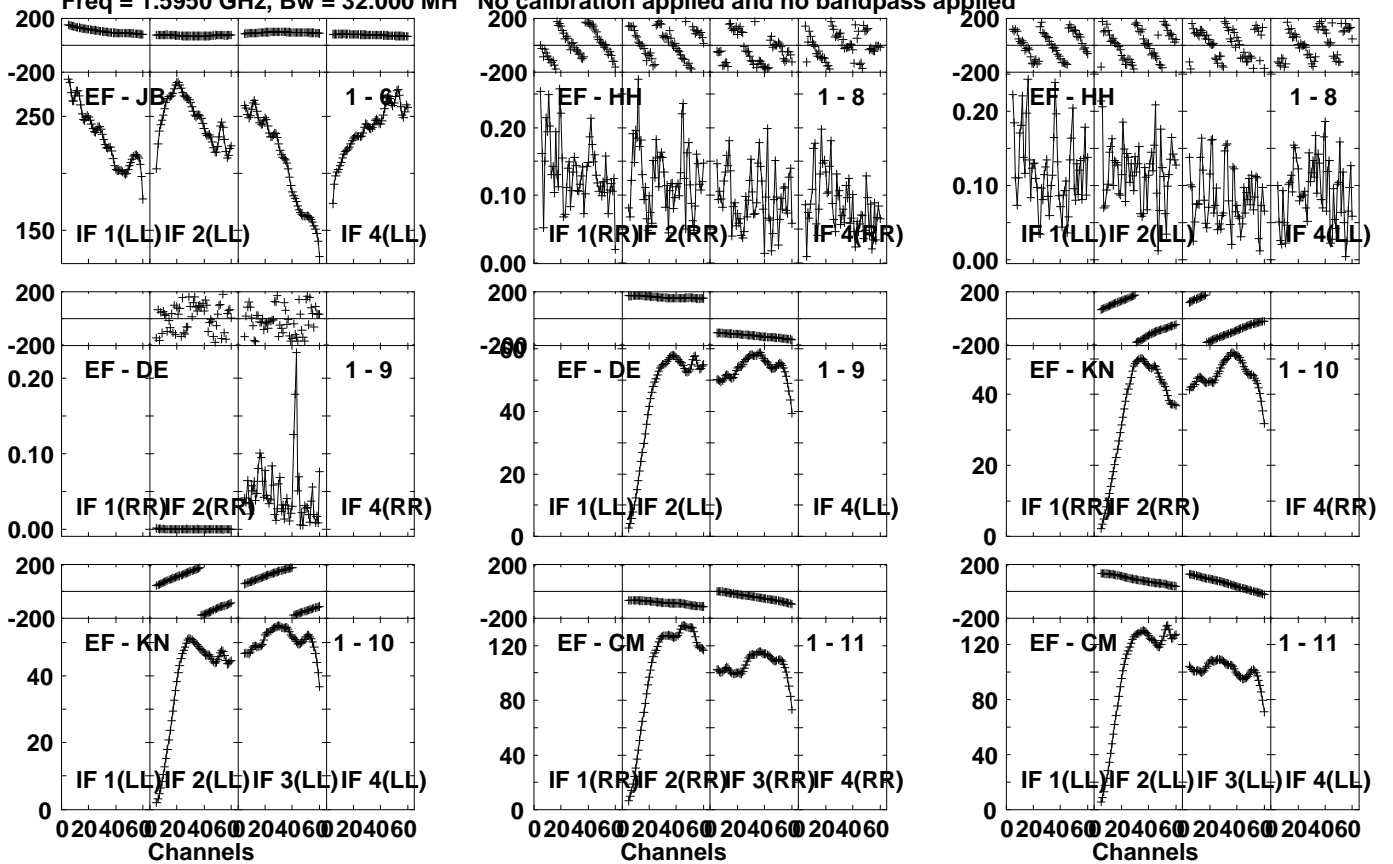 Freq = 1.5950 GHz, Bw = 32.000 MH No calibration applied and no bandpass applied
200
-200
EF - JB 1 - 6
250
150
IF 1(LL) IF 2(LL) IF 4(LL)
200
-200
EF - HH 1 - 8
0.20
0.10
IF 1(RR) IF 2(RR) IF 4(RR)
0.00
200
-200
EF - HH 1 - 8
0.20
0.10
IF 1(LL) IF 2(LL) IF 4(LL)
0.00
200
-200
EF - DE 1 - 9
0.20
0.10
IF 1(RR) IF 2(RR) IF 4(RR)
0.00
200
-200
60
EF - DE 1 - 9
40
20
IF 1(LL) IF 2(LL) IF 4(LL)
0
200
-200
EF - KN 1 - 10
40
20
IF 1(RR) IF 2(RR) IF 4(RR)
0
200
-200
EF - KN 1 - 10
40
20
IF 1(LL) IF 2(LL) IF 3(LL) IF 4(LL)
0
0 20 40 60 0 20 40 60 0 20 40 60 0 20 40 60
Channels
200
-200
EF - CM 1 - 11
120
80
40
IF 1(RR) IF 2(RR) IF 3(RR) IF 4(RR)
0
0 20 40 60 0 20 40 60 0 20 40 60 0 20 40 60
Channels
200
-200
EF - CM 1 - 11
120
80
40
IF 1(LL) IF 2(LL) IF 3(LL) IF 4(LL)
0
0 20 40 60 0 20 40 60 0 20 40 60 0 20 40 60
Channels